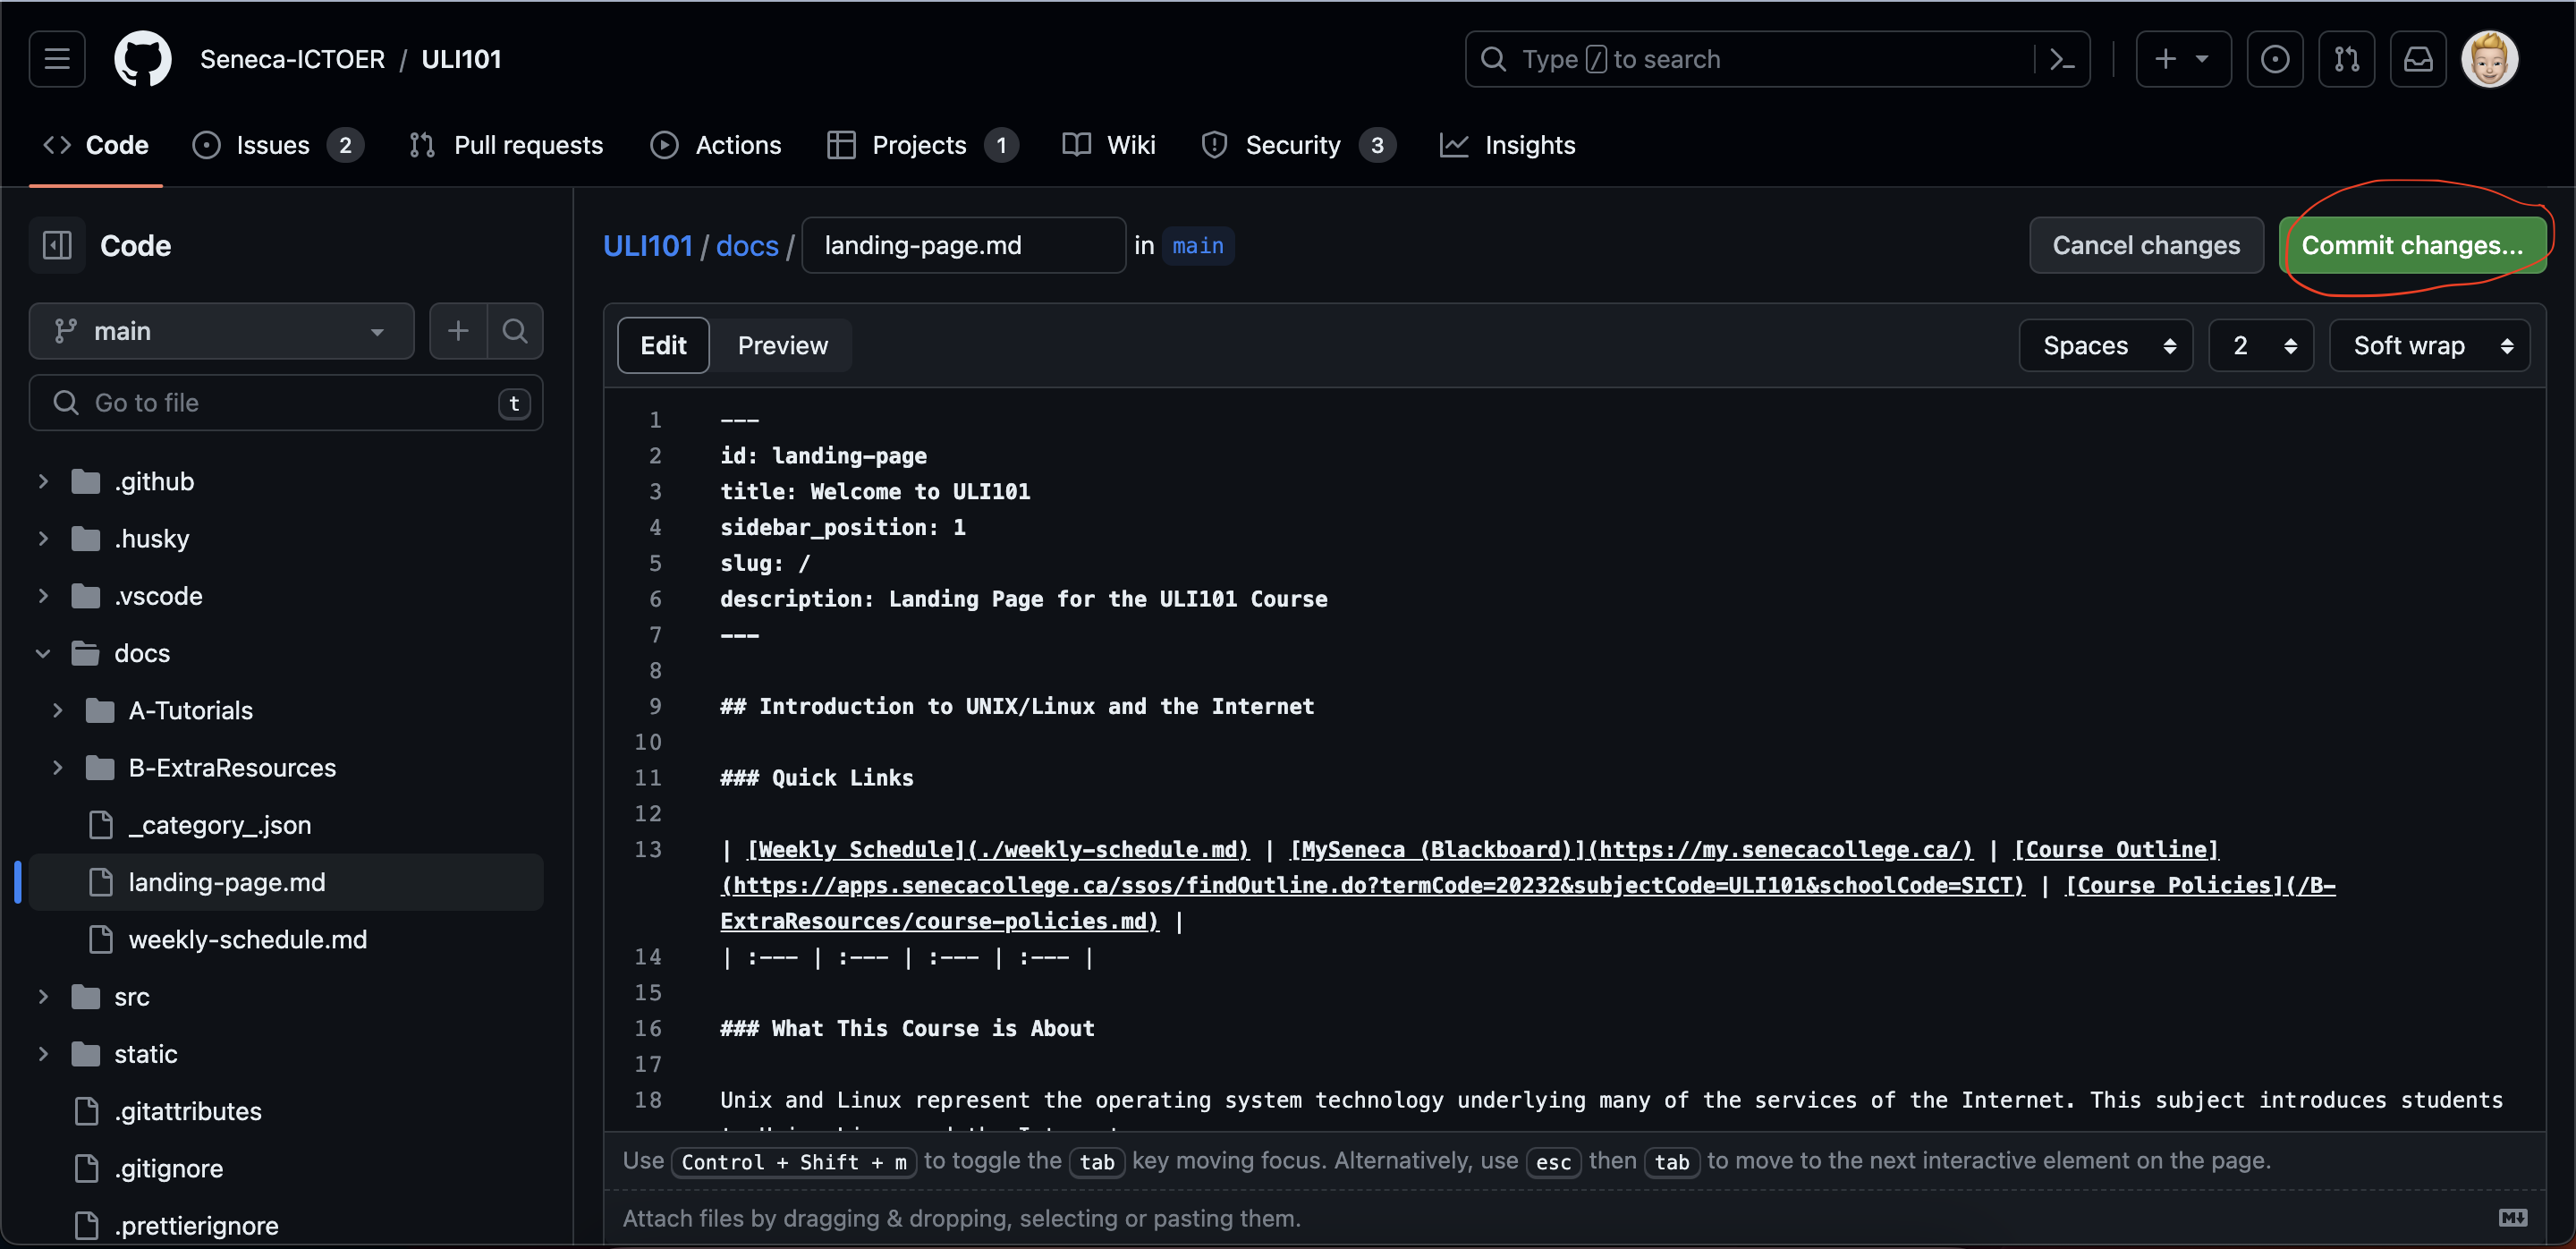 Seneca-ICTOER / ULI101
Type / to search
Code
Issues 2
Pull requests
Actions
Projects 1
Wiki
Security 3
Insights
Code
main
Go to file
t
.github
.husky
.vscode
docs
A-Tutorials
B-ExtraResources
_category_.json
landing-page.md
weekly-schedule.md
src
static
.gitattributes
.gitignore
.prettierignore
ULI101 / docs / landing-page.md in main
Cancel changes
Commit changes...
Edit
Preview
Spaces
2
Soft wrap
1 ---
2 id: landing-page
3 title: Welcome to ULI101
4 sidebar_position: 1
5 slug: /
6 description: Landing Page for the ULI101 Course
7 ---
8
9 ## Introduction to UNIX/Linux and the Internet
10
11 ### Quick Links
12
13 | [Weekly Schedule](./weekly-schedule.md) | [MySeneca (Blackboard)](https://my.senecacollege.ca/) | [Course Outline]
(https://apps.senecacollege.ca/ssos/findOutline.do?termCode=20232&subjectCode=ULI101&schoolCode=SICT) | [Course Policies](/B-
ExtraResources/course-policies.md) |
14 | :--- | :--- | :--- | :--- |
15
16 ### What This Course is About
17
18 Unix and Linux represent the operating system technology underlying many of the services of the Internet. This subject introduces students
Use Control + Shift + m to toggle the tab key moving focus. Alternatively, use esc then tab to move to the next interactive element on the page.
Attach files by dragging & dropping, selecting or pasting them.